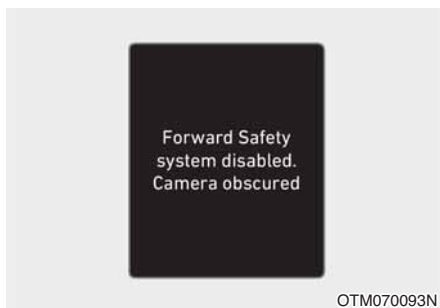 Forward Safety
system disabled.
Camera obscured
OTM070093N